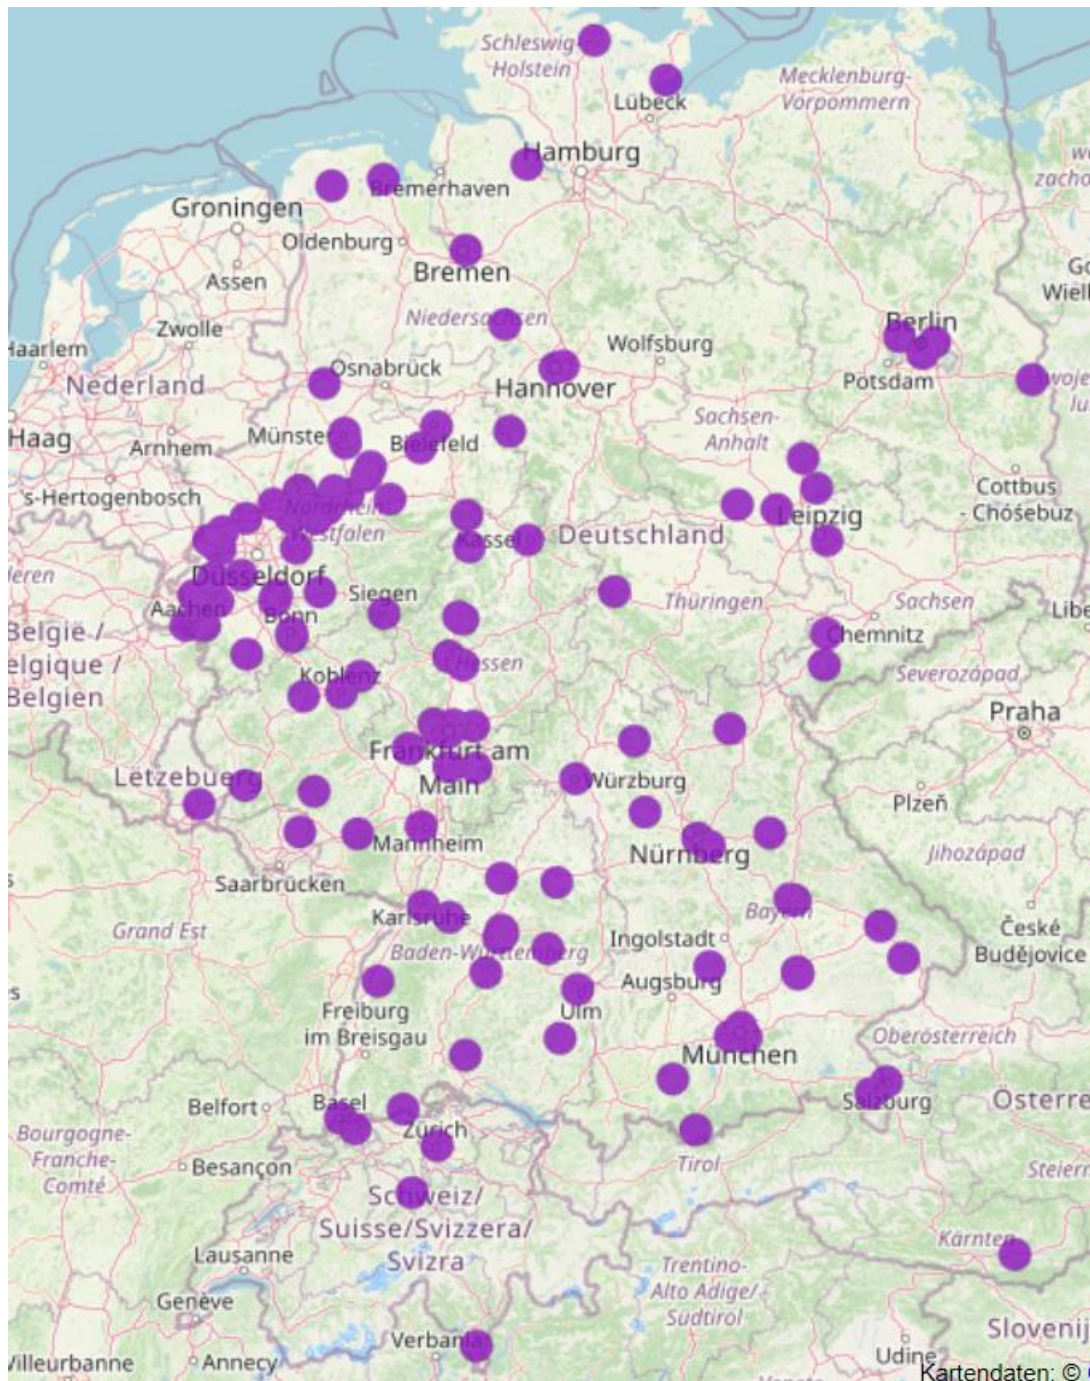 Schleswig-
Holstein
Mecklenburg-
Vorpommern
Lübeck
Hamburg
Bremerhaven
Groningen
Oldenburg
Assen
Bremen
Niedersachsen
Zwolle
Haarlem
Wolfsburg
Berlin
Osnabrück
Nederland
Hannover
Potsdam
Haag
Arnhem
Münster
Bielefeld
Sachsen-
Anhalt
's-Hertogenbosch
Nordrhein
Westfalen
Cottbus
- Chóśebuz
Leipzig
Kassel
Deutschland
Düsseldorf
Siegen
Thüringen
Sachsen
Aachen
Bonn
Chemnitz
België /
elgique /
Belgien
Hessen
Koblenz
Severozápad
Praha
Frankfurt am
Main
Lëtzebuerg
Würzburg
Plzeň
Mannheim
Nürnberg
Jihozápad
Saarbrücken
Karlsruhe
Bayern
Grand Est
Ingolstadt
České
Budějovice
Baden-Württemberg
Augsburg
Freiburg
im Breisgau
Ulm
Oberösterreich
München
Belfort
Basel
Salzburg
Österre
Zürich
Bourgogne-
Franche-
Comté
Besançon
Tirol
Steierm
Schweiz/
Suisse/Svizzera/
Svizra
Kärnten
Lausanne
Trentino-
Alto Adige/
Südtirol
Genève
Verbania
Slovenij
Villeurbanne
Annecy
Udine
Kartendaten: ©